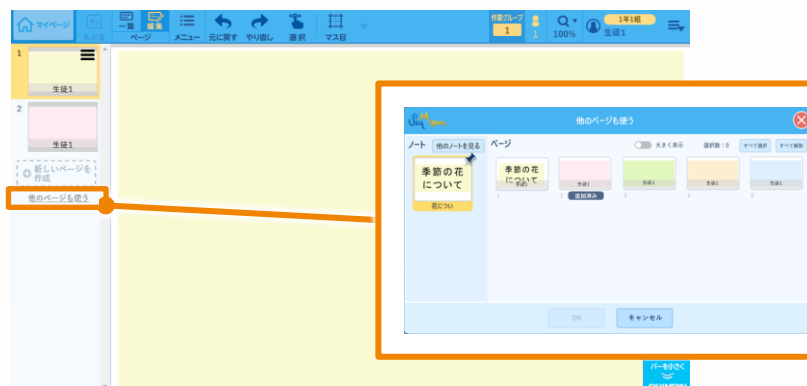 マイページ
もどる
一覧
編集
ページ
メニュー
元に戻す
やり直し
選択
マス目
作業グループ
1
1
100%
1年1組
生徒1
1
生徒1
2
生徒1
新しいページを
作成
他のページも使う
他のページも使う
ノート
他のノートを見る
ページ
大きく表示
選択数：0
すべて選択
すべて解除
季節の花
について
花につい
季節の花
について
生徒1
1
生徒1
2
追加済み
生徒1
3
生徒1
4
生徒1
5
OK
キャンセル
バーを小さく